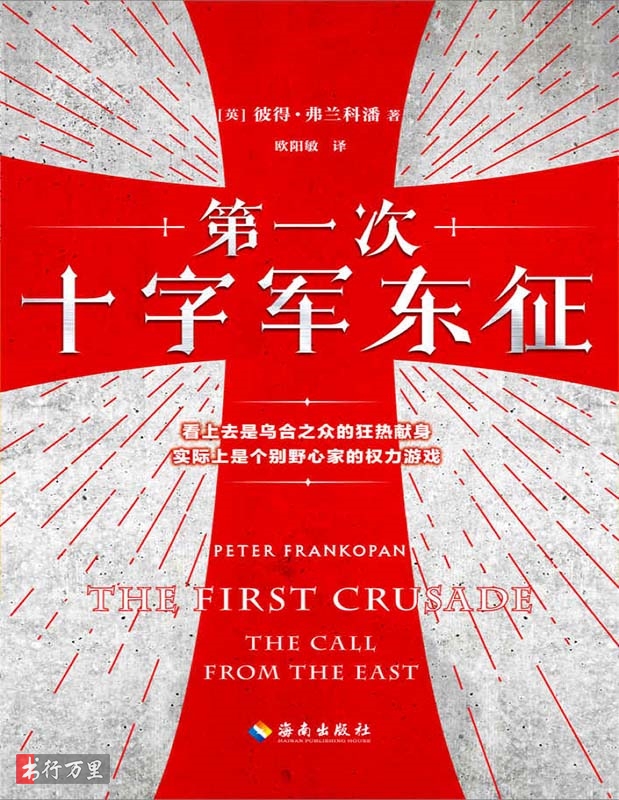 [英] 彼得·弗兰科潘 著
欧阳敏 译
第一次
十字军东征
看上去是乌合之众的狂热献身
实际上是个别野心家的权力游戏
PETER FRANKOPAN
THE FIRST CRUSADE
THE CALL
FROM THE EAST
海南出版社
HAINAN PUBLISHING HOUSE
书行万里